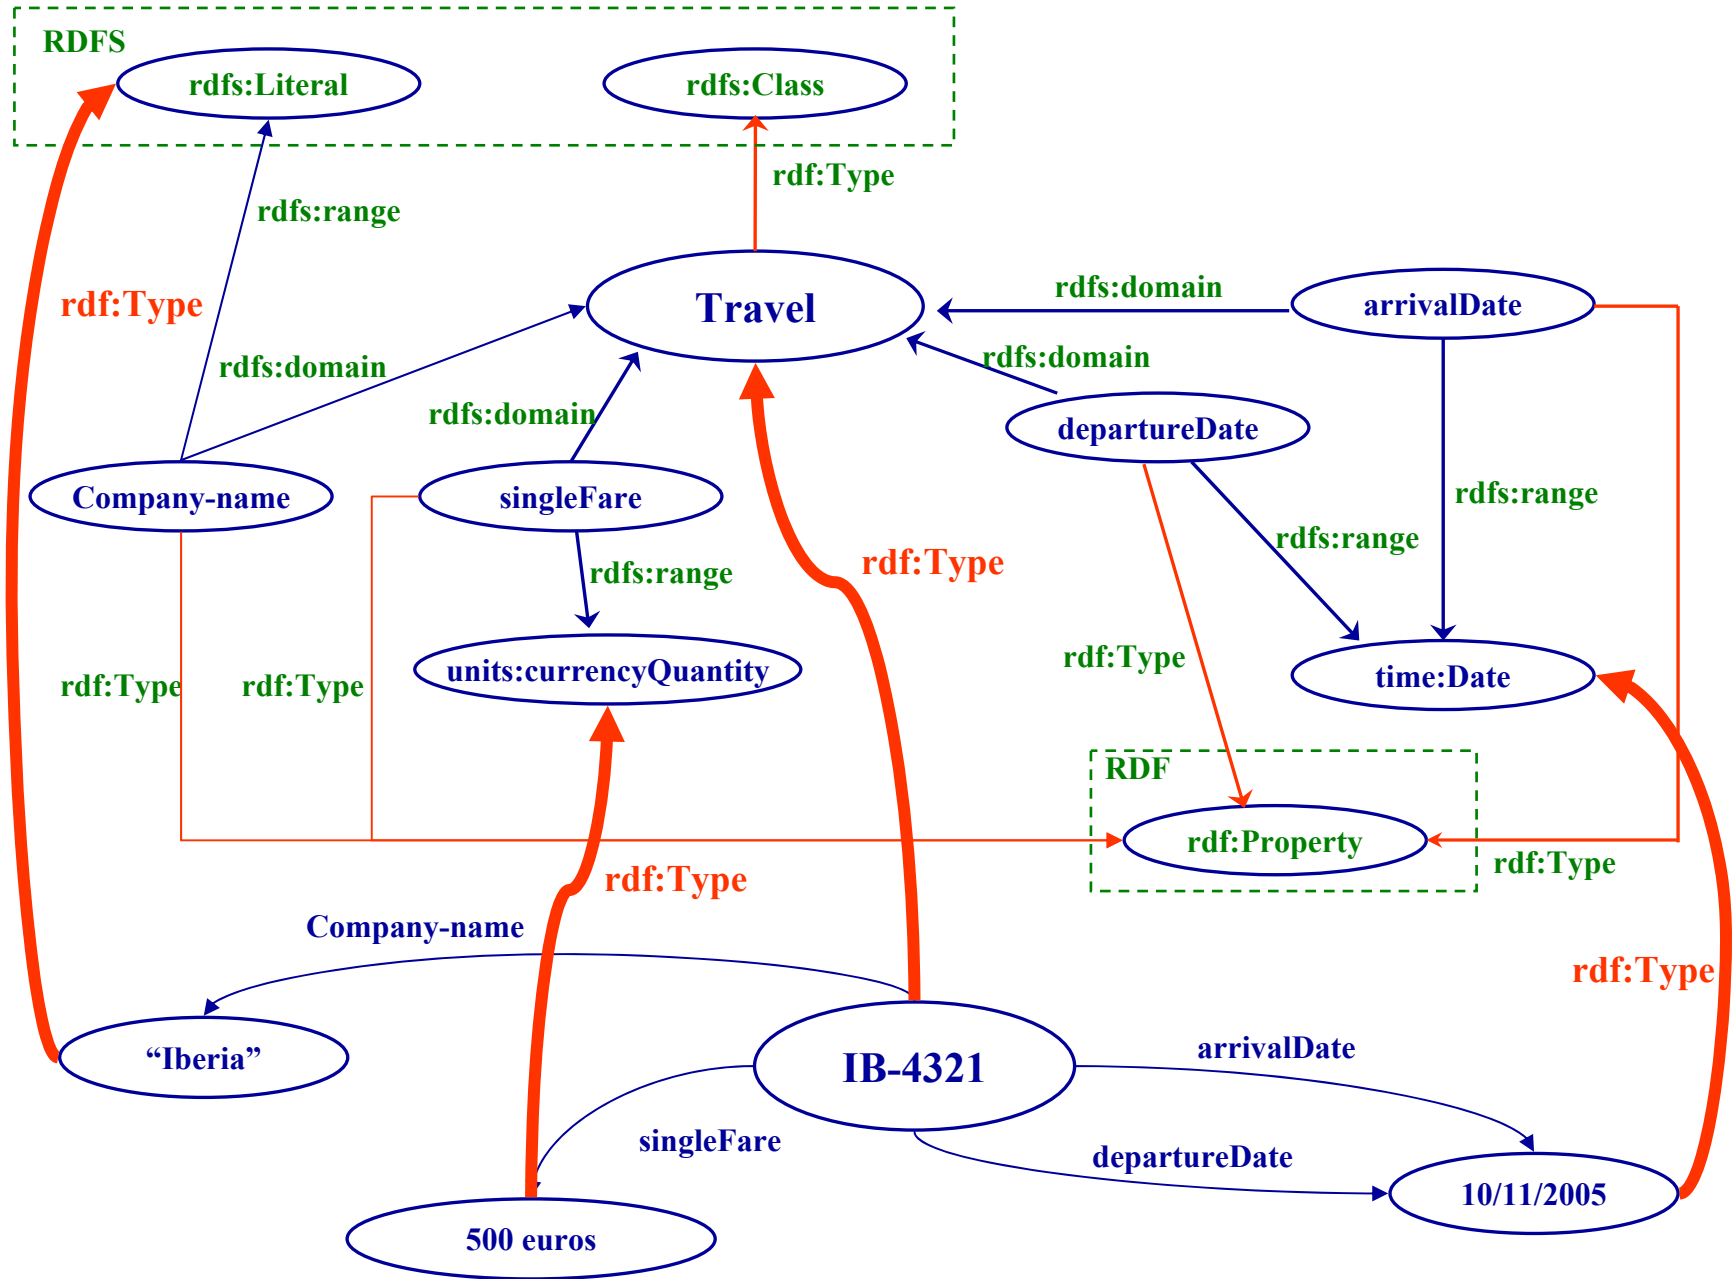 RDFS
rdfs:Literal
rdfs:Class
rdf:Type
rdfs:range
Travel
rdfs:domain
arrivalDate
rdf:Type
rdfs:domain
rdfs:domain
rdfs:domain
departureDate
Company-name
singleFare
rdfs:range
rdfs:range
rdf:Type
rdfs:range
rdf:Type
rdf:Type
units:currencyQuantity
rdf:Type
time:Date
RDF
rdf:Property
rdf:Type
rdf:Type
Company-name
rdf:Type
“Iberia”
IB-4321
arrivalDate
singleFare
departureDate
10/11/2005
500 euros